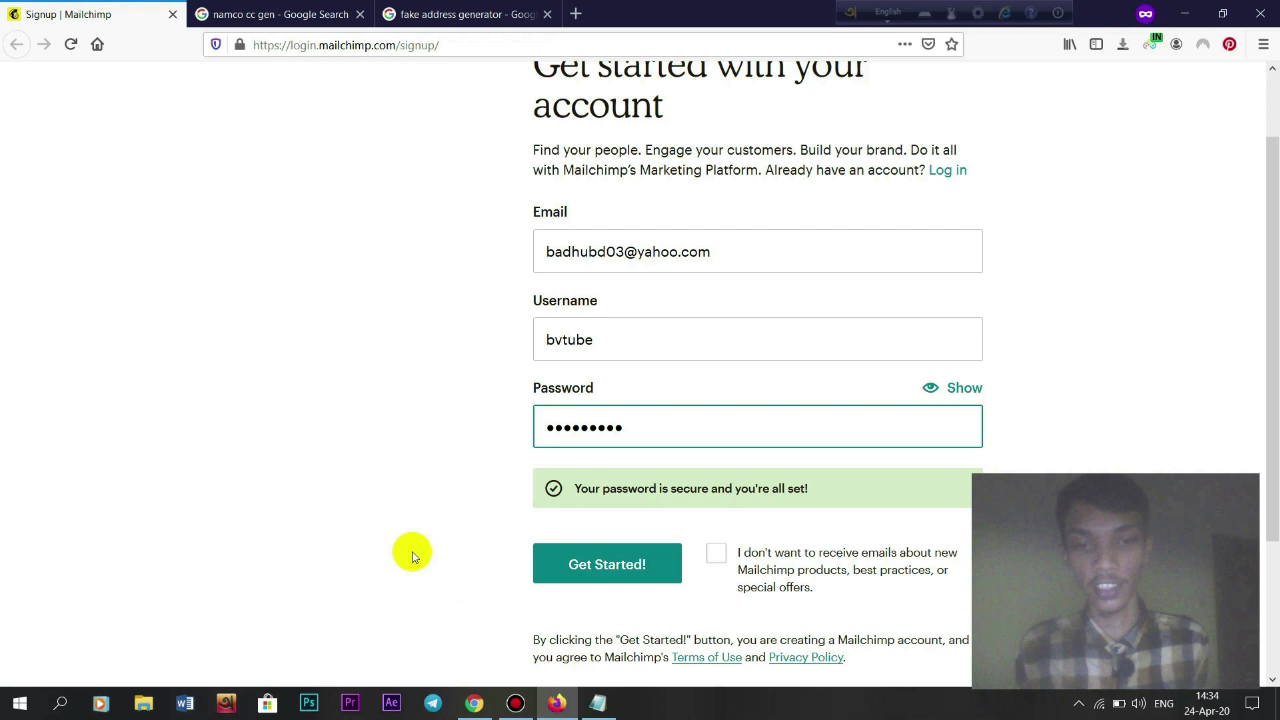 Signup | Mailchimp
namco cc gen - Google Search
fake address generator - Goog
English
https://login.mailchimp.com/signup/
IN
Get started with your
account
Find your people. Engage your customers. Build your brand. Do it all
with Mailchimp's Marketing Platform. Already have an account? Log in
Email
badhubd03@yahoo.com
Username
bvtube
Password
Show
Your password is secure and you're all set!
Get Started!
I don't want to receive emails about new
Mailchimp products, best practices, or
special offers.
By clicking the "Get Started!" button, you are creating a Mailchimp account, and
you agree to Mailchimp's Terms of Use and Privacy Policy.
Ps
Pr
Ae
ENG
14:34
24-Apr-20